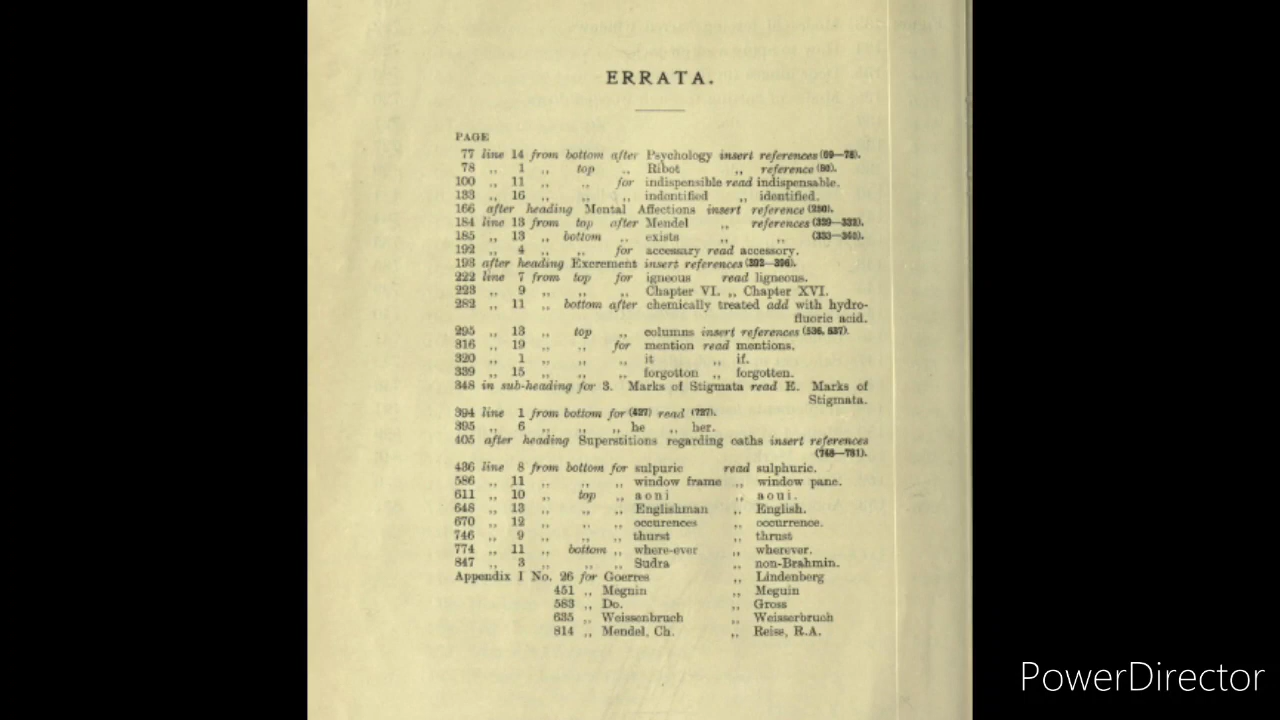 ERRATA.
PAGE
77 line 14 from bottom after Psychology insert references (69—78).
78 „ 1 „ top „ Ribot „ reference (80).
100 „ 11 „ „ for indispensible read indispensable.
133 „ 16 „ „ „ indentified „ identified.
166 after heading Mental Affections insert reference
184 line 13 from top after Mendel „ references
185 „ 13 „ bottom „ exists „ „
192 „ 4 „ „ for accessary read accessory.
193 after heading Excrement insert references (392—396).
222 line 7 from top for igneous read ligneous.
223 „ 9 „ „ „ Chapter VI. „ Chapter XVI.
282 „ 11 „ bottom after chemically treated add with hydro-
fluoric acid.
295 „ 13 „ top „ columns insert references (536, 537).
316 „ 19 „ „ for mention read mentions.
320 „ 1 „ „ „ it „ if.
339 „ 15 „ „ „ forgotton „ forgotten.
348 in sub-heading for 3. Marks of Stigmata read E. Marks of
Stigmata.
394 line 1 from bottom for (427) read (727).
395 „ 6 „ „ „ he „ her.
405 after heading Superstitions regarding oaths insert references
(748—781).
436 line 8 from bottom for sulpuric read sulphuric.
586 „ 11 „ „ „ window frame „ window pane.
611 „ 10 „ top „ aoni „ aoui.
648 „ 13 „ „ „ Englishman „ English.
670 „ 12 „ „ „ occurences „ occurrence.
746 „ 9 „ „ „ thurst „ thrust
774 „ 11 „ bottom „ where-ever „ wherever.
847 „ 3 „ „ „ Sudra „ non-Brahmin.
Appendix I No. 26 for Goerres „ Lindenberg
451 „ Megnin „ Meguin
583 „ Do. „ Gross
635 „ Weissenbruch „ Weisserbruch
814 „ Mendel, Ch. „ Reise, R.A.
PowerDirector